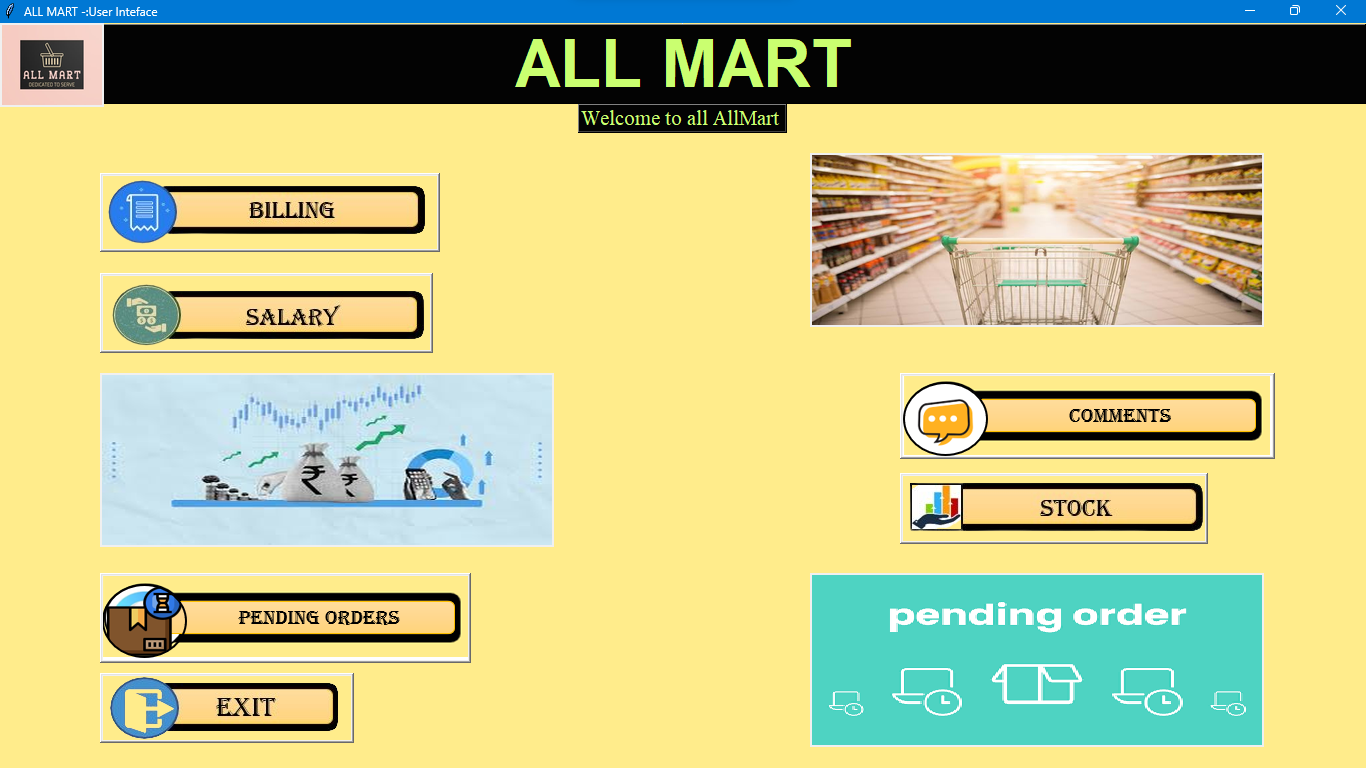 ALL MART -:User Inteface
ALL MART
DEDICATED TO SERVE
ALL MART
Welcome to all AllMart
BILLING
SALARY
COMMENTS
STOCK
PENDING ORDERS
pending order
EXIT